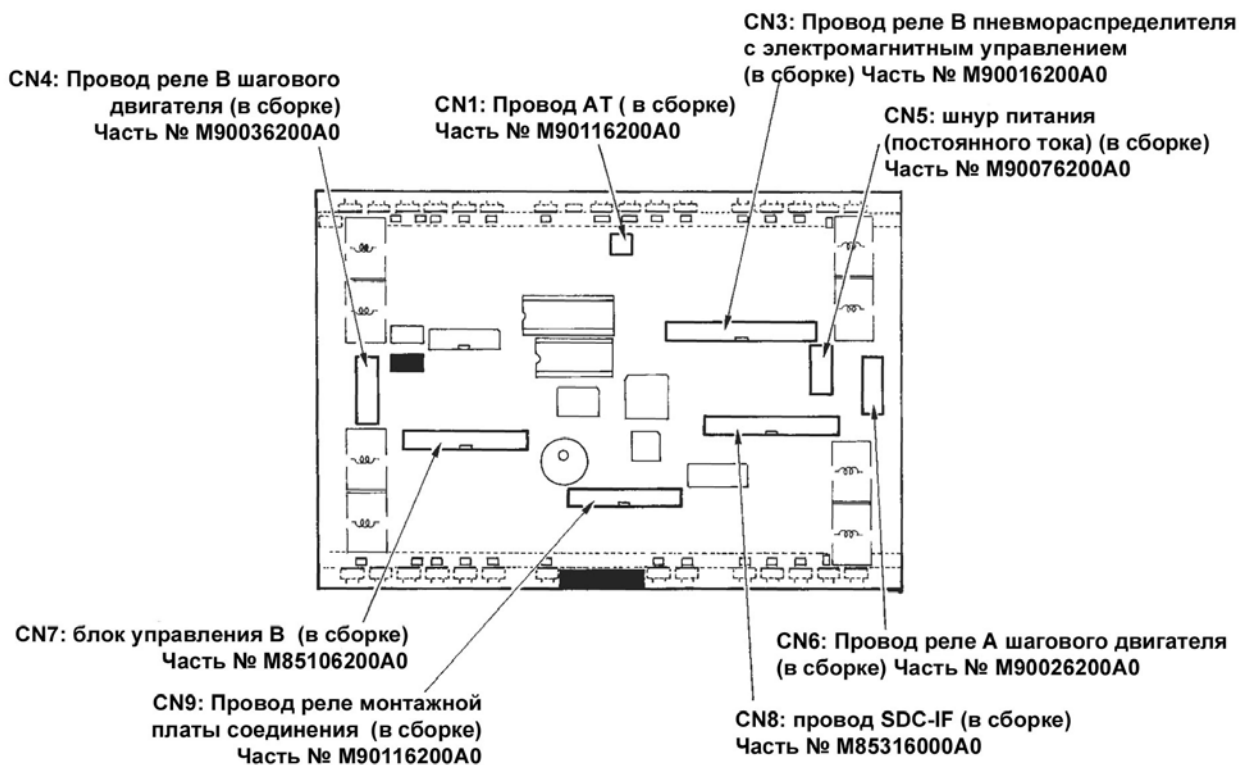 CN3: Провод реле В пневмораспределителя
с электромагнитным управлением
(в сборке) Часть № M90016200A0
CN4: Провод реле В шагового
двигателя (в сборке)
Часть № M90036200A0
CN1: Провод АТ ( в сборке)
Часть № M90116200A0
CN5: шнур питания
(постоянного тока) (в сборке)
Часть № M90076200A0
CN7: блок управления В (в сборке)
Часть № M85106200A0
CN6: Провод реле А шагового двигателя
(в сборке) Часть № M90026200A0
CN9: Провод реле монтажной
платы соединения (в сборке)
Часть № M90116200A0
CN8: провод SDC-IF (в сборке)
Часть № M85316000A0